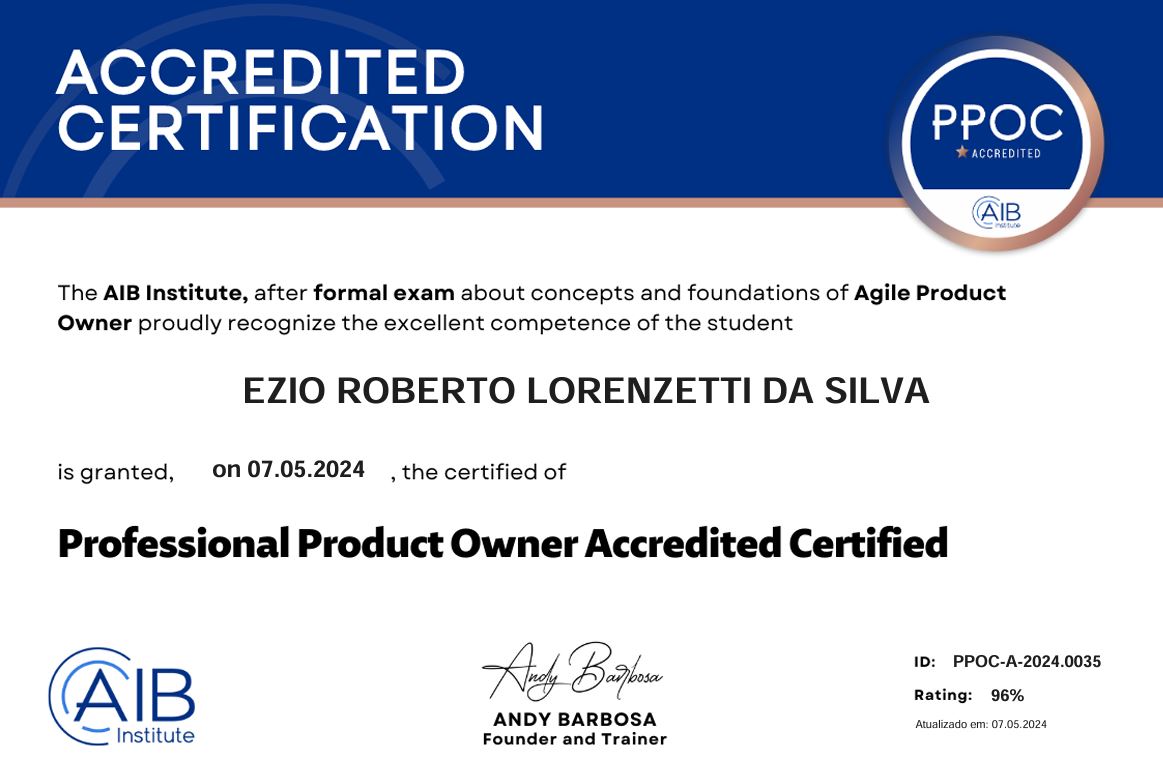 ACCREDITED
CERTIFICATION
PPOC
ACCREDITED
AIB
Institute
The AIB Institute, after formal exam about concepts and foundations of Agile Product
Owner proudly recognize the excellent competence of the student
EZIO ROBERTO LORENZETTI DA SILVA
is granted, on 07.05.2024 , the certified of
Professional Product Owner Accredited Certified
AIB
Institute
Andy Barbosa
ANDY BARBOSA
Founder and Trainer
ID: PPOC-A-2024.0035
Rating: 96%
Atualizado em: 07.05.2024